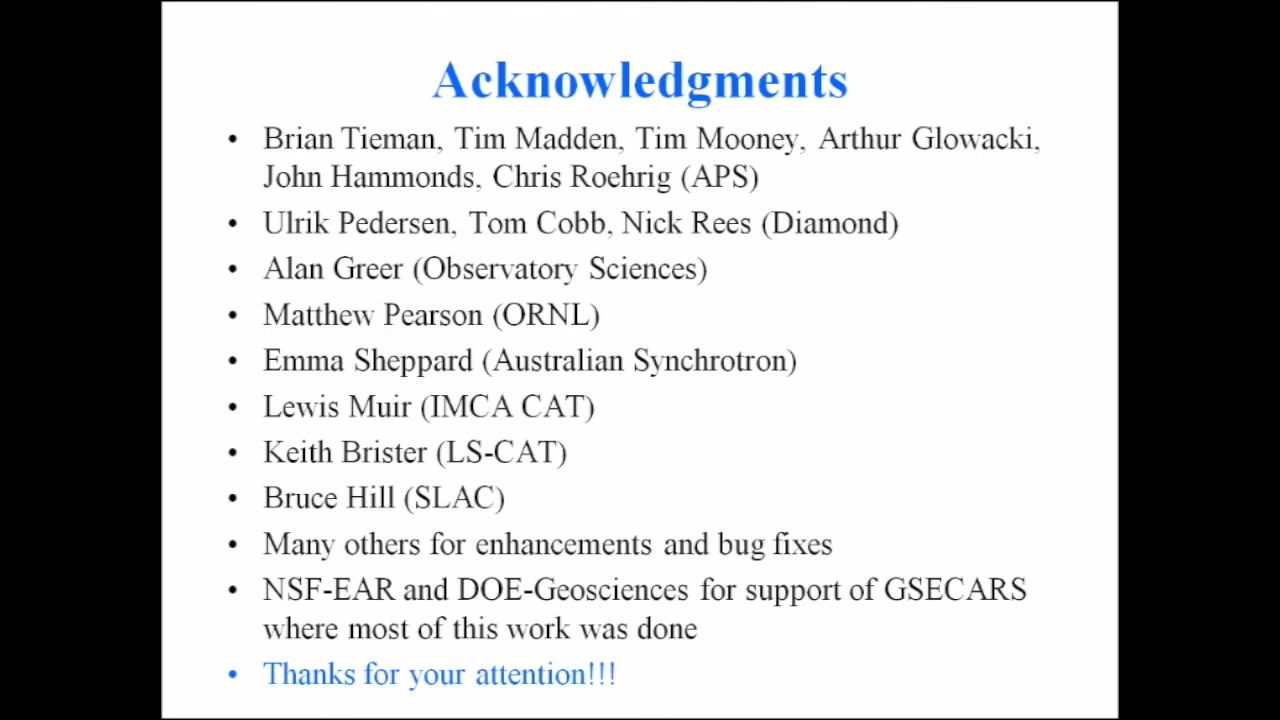 Acknowledgments
• Brian Tieman, Tim Madden, Tim Mooney, Arthur Glowacki,
John Hammonds, Chris Roehrig (APS)
• Ulrik Pedersen, Tom Cobb, Nick Rees (Diamond)
• Alan Greer (Observatory Sciences)
• Matthew Pearson (ORNL)
• Emma Sheppard (Australian Synchrotron)
• Lewis Muir (IMCA CAT)
• Keith Brister (LS-CAT)
• Bruce Hill (SLAC)
• Many others for enhancements and bug fixes
• NSF-EAR and DOE-Geosciences for support of GSECARS
where most of this work was done
• Thanks for your attention!!!